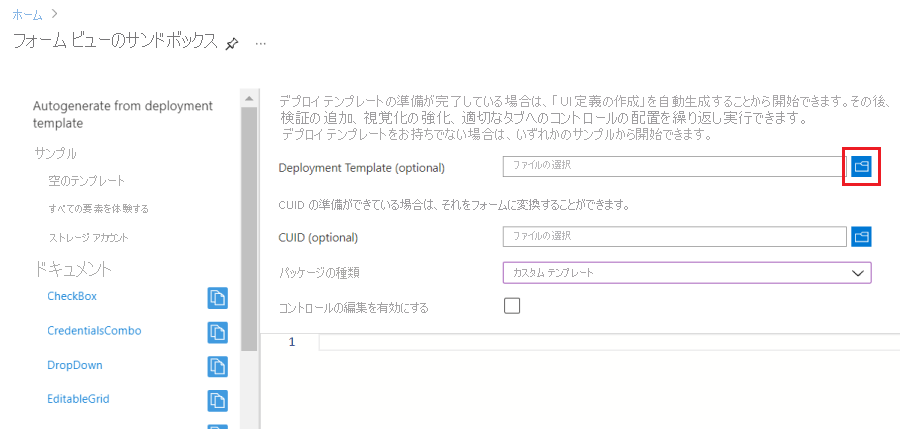 ホーム >
フォーム ビューのサンドボックス ...
Autogenerate from deployment
template
サンプル
空のテンプレート
すべての要素を体験する
ストレージ アカウント
ドキュメント
CheckBox
CredentialsCombo
DropDown
EditableGrid
デプロイ テンプレートの準備が完了している場合は、「UI 定義の作成」を自動生成することから開始できます。その後、
検証の追加、視覚化の強化、適切なタブへのコントロールの配置を繰り返し実行できます。
デプロイ テンプレートをお持ちでない場合は、いずれかのサンプルから開始できます。
Deployment Template (optional) ファイルの選択
CUID の準備ができている場合は、それをフォームに変換することができます。
CUID (optional) ファイルの選択
パッケージの種類 カスタム テンプレート
コントロールの編集を有効にする
1